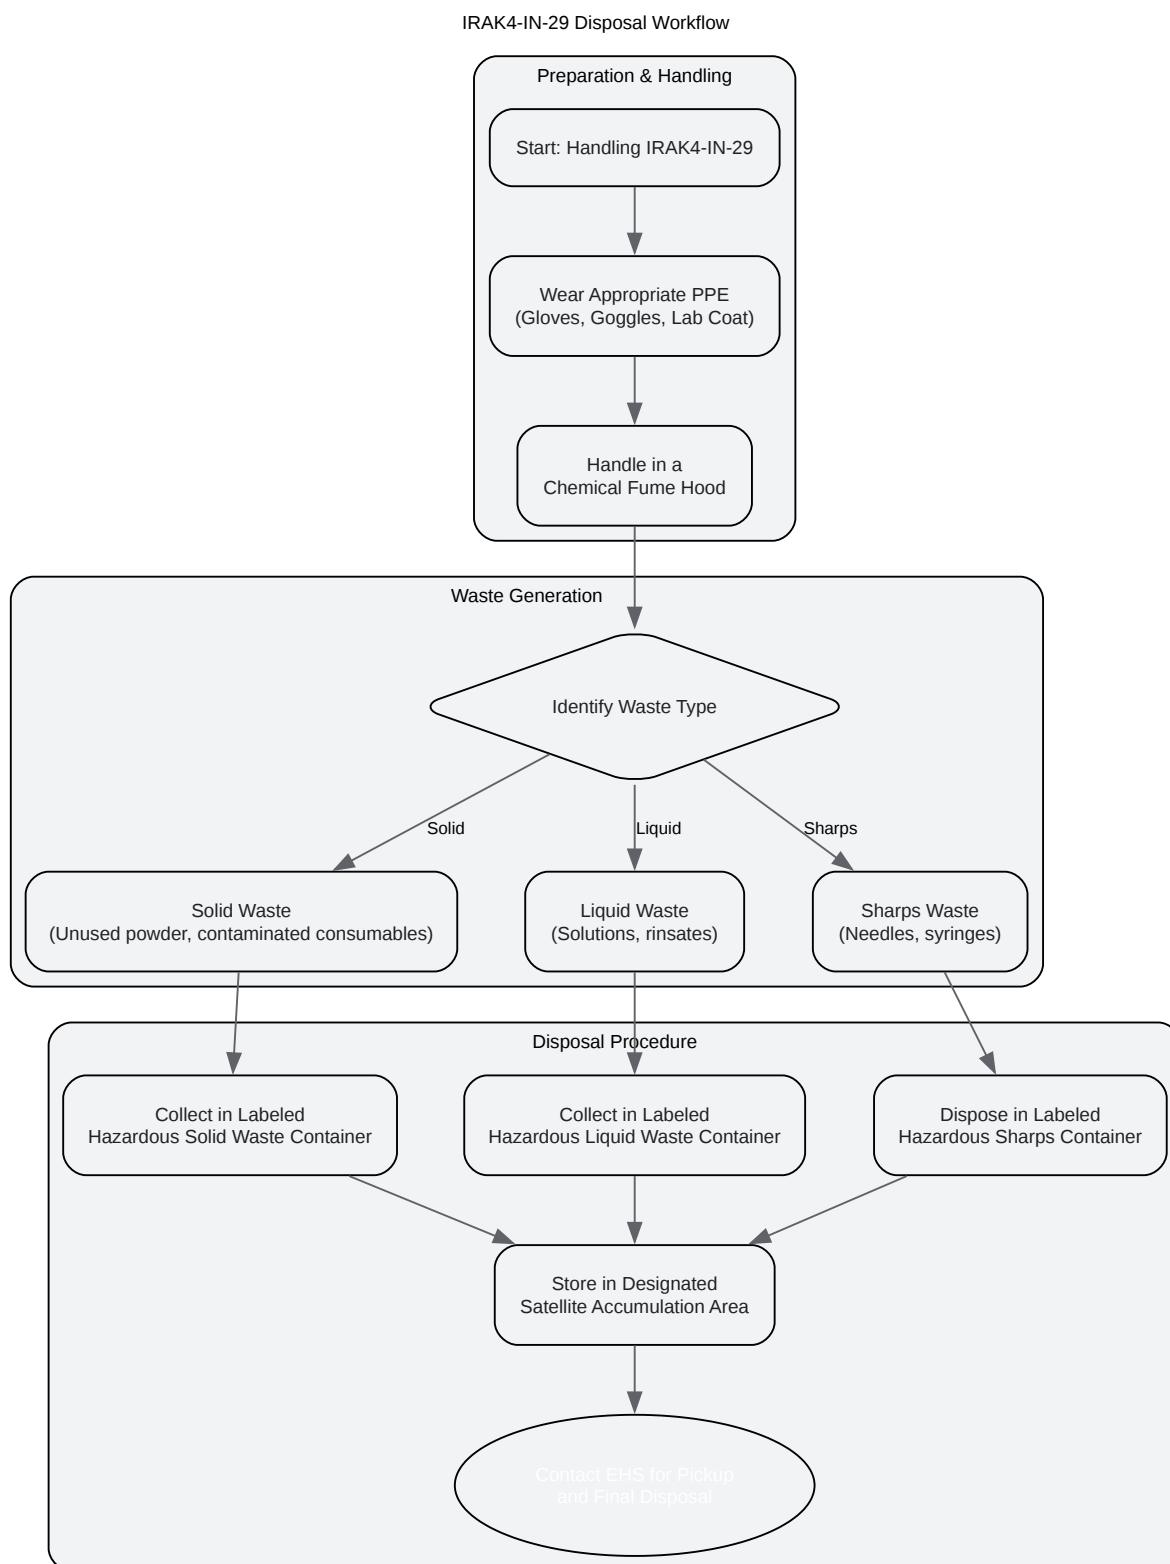 IRAK4-IN-29 Disposal Workflow
Preparation & Handling
Start: Handling IRAK4-IN-29
Wear Appropriate PPE
(Gloves, Goggles, Lab Coat)
Handle in a
Chemical Fume Hood
Waste Generation
Identify Waste Type
Solid
Liquid
Sharps
Solid Waste
(Unused powder, contaminated consumables)
Liquid Waste
(Solutions, rinsates)
Sharps Waste
(Needles, syringes)
Disposal Procedure
Collect in Labeled
Hazardous Solid Waste Container
Collect in Labeled
Hazardous Liquid Waste Container
Dispose in Labeled
Hazardous Sharps Container
Store in Designated
Satellite Accumulation Area
Contact EHS for Pickup
and Final Disposal